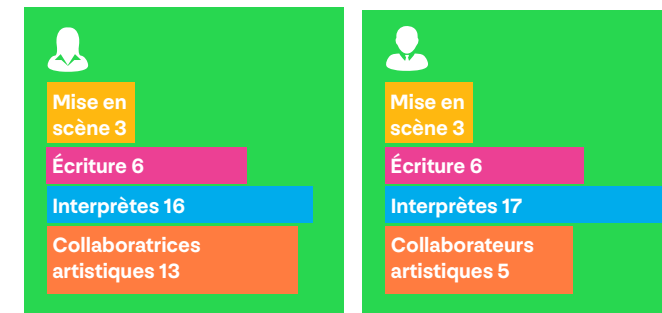 Mise en
scène 3
Écriture 6
Interprètes 16
Collaboratrices
artistiques 13
Mise en
scène 3
Écriture 6
Interprètes 17
Collaborateurs
artistiques 5